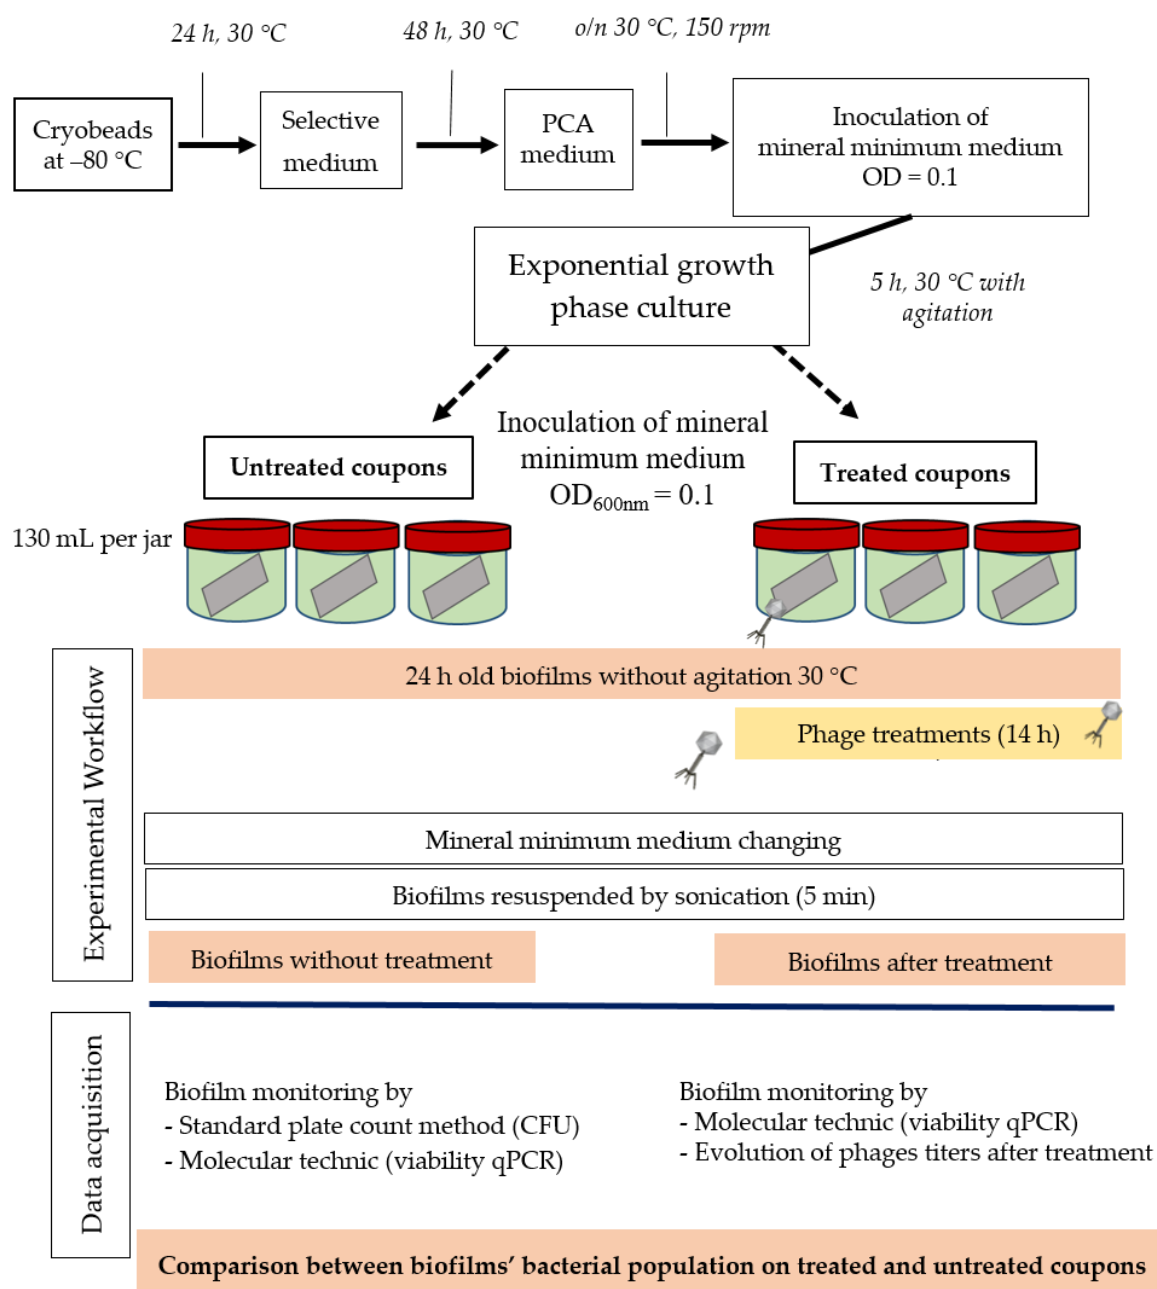 24 h, 30 °C
48 h, 30 °C
o/n 30 °C, 150 rpm
Cryobeads
at –80 °C
Selective
medium
PCA
medium
Inoculation of
mineral minimum medium
OD = 0.1
Exponential growth
phase culture
5 h, 30 °C with
agitation
Inoculation of mineral
minimum medium
OD600nm = 0.1
Untreated coupons
Treated coupons
130 mL per jar
Experimental Workflow
24 h old biofilms without agitation 30 °C
Phage treatments (14 h)
Mineral minimum medium changing
Biofilms resuspended by sonication (5 min)
Biofilms without treatment
Biofilms after treatment
Data acquisition
Biofilm monitoring by
- Standard plate count method (CFU)
- Molecular technic (viability qPCR)
Biofilm monitoring by
- Molecular technic (viability qPCR)
- Evolution of phages titers after treatment
Comparison between biofilms’ bacterial population on treated and untreated coupons